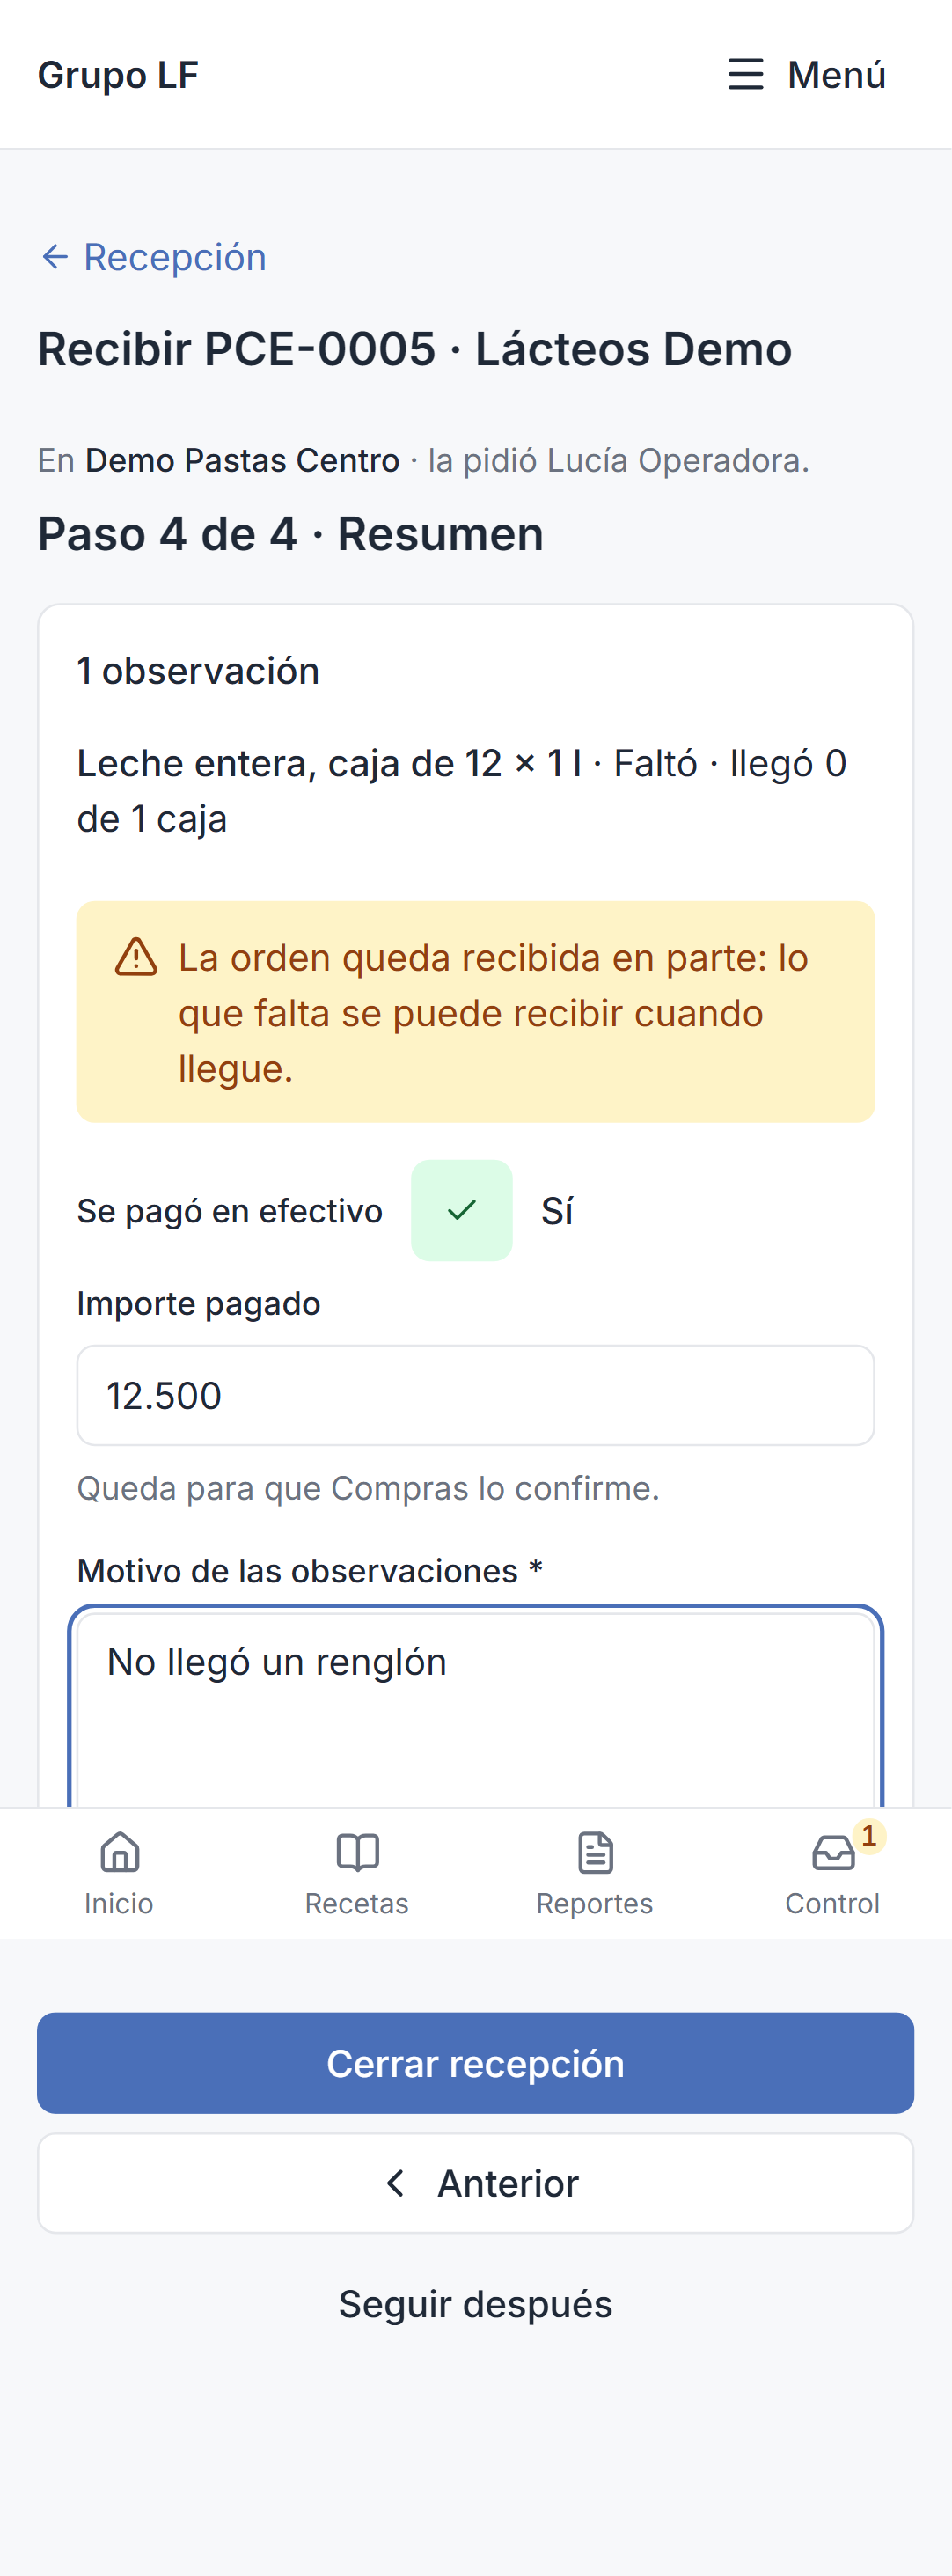 Grupo LF
Menú
Recepción
Recibir PCE-0005 · Lácteos Demo
En Demo Pastas Centro · la pidió Lucía Operadora.
Paso 4 de 4 · Resumen
1 observación
Leche entera, caja de 12 × 1 l · Faltó · llegó 0
de 1 caja
La orden queda recibida en parte: lo
que falta se puede recibir cuando
llegue.
Se pagó en efectivo
Sí
Importe pagado
12.500
Queda para que Compras lo confirme.
Motivo de las observaciones *
No llegó un renglón
1
Inicio
Recetas
Reportes
Control
Cerrar recepción
Anterior
Seguir después